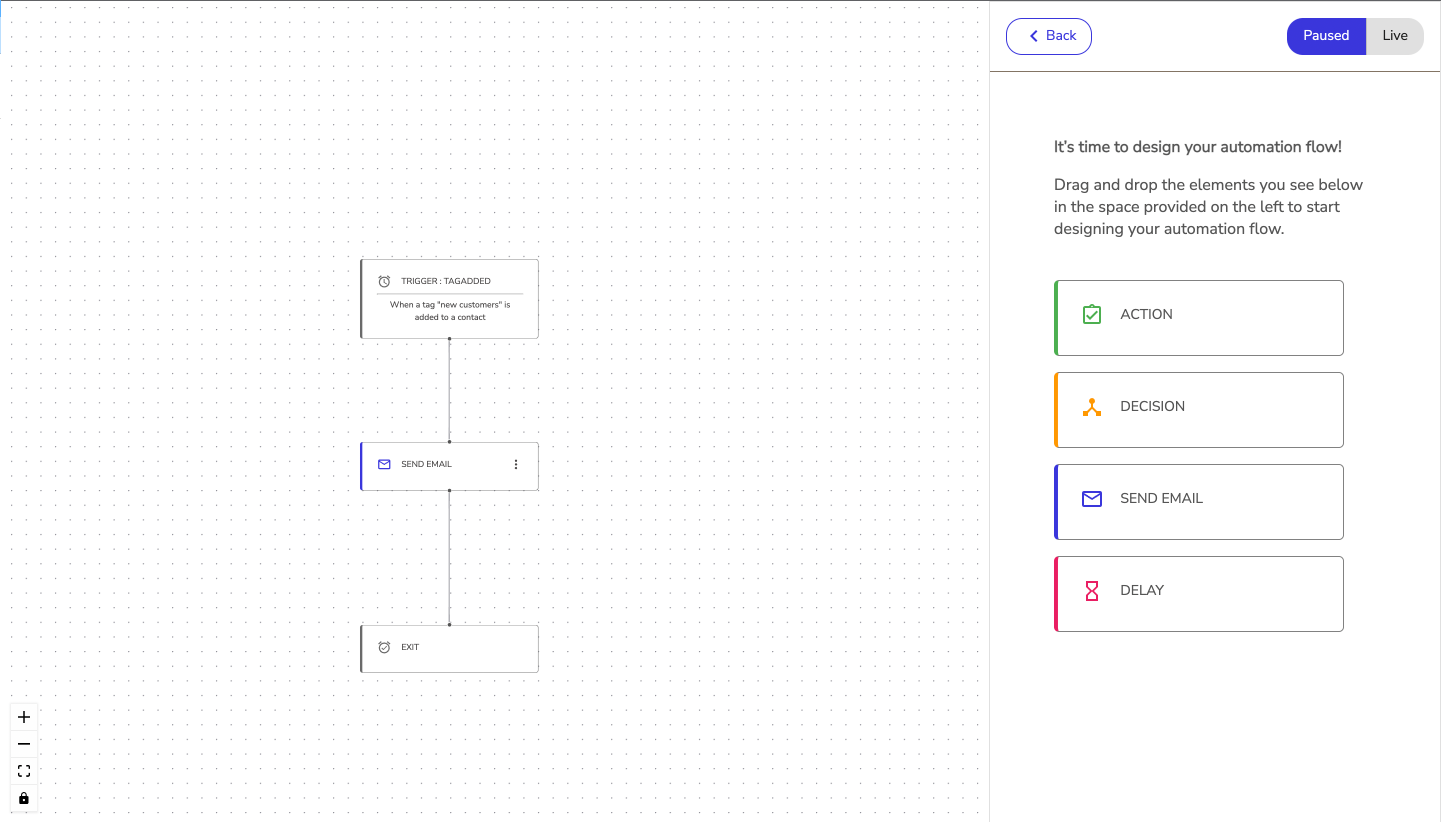 Back
Paused
Live
It's time to design your automation flow!
Drag and drop the elements you see below
in the space provided on the left to start
designing your automation flow.
ACTION
DECISION
SEND EMAIL
DELAY
TRIGGER : TAGADDED
When a tag "new customers" is
added to a contact
SEND EMAIL
EXIT